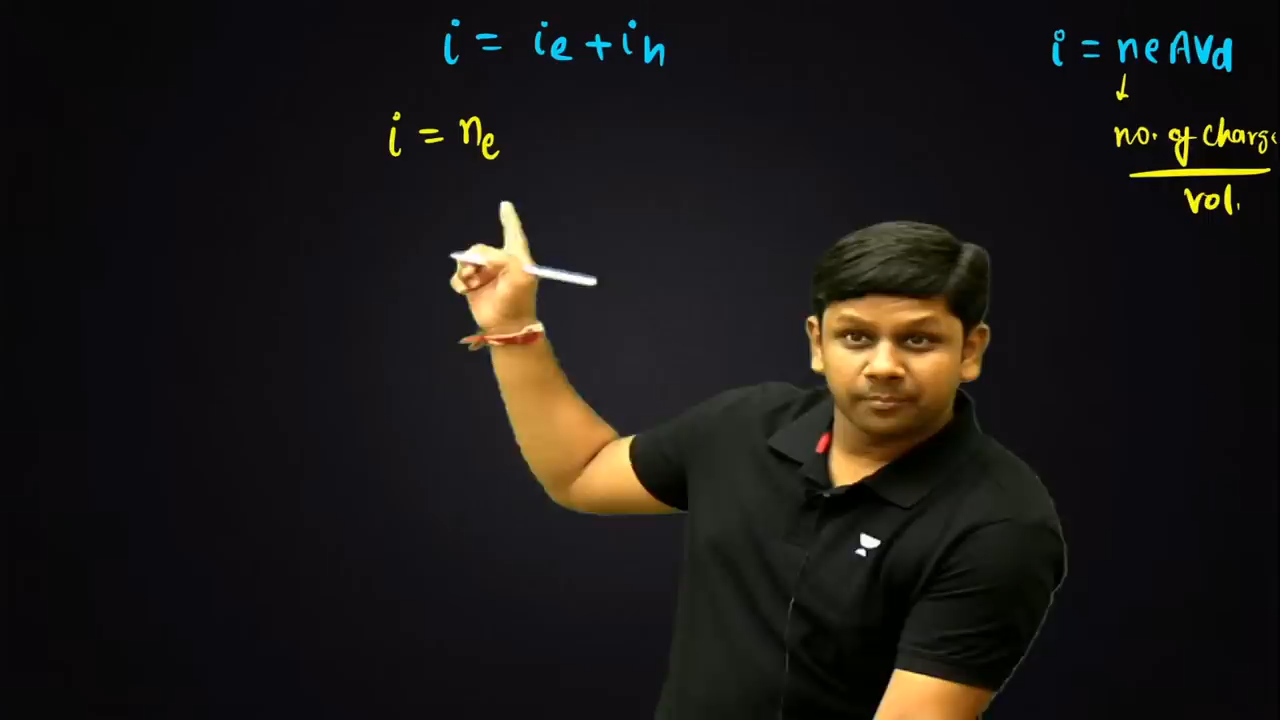 i = ie + ih
i = neAvd
↓
i = ne
no. of charge
vol.